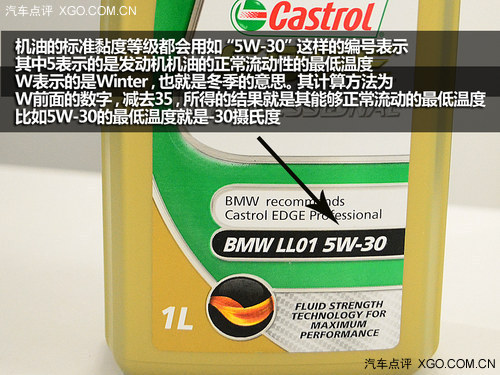 汽车点评 XGO.COM.CN
Castrol
机油的标准黏度等级都会用如“5W-30”这样的编号表示
其中5表示的是发动机机油的正常流动性的最低温度
W表示的是Winter，也就是冬季的意思。其计算方法为
W前面的数字，减去35，所得的结果就是其能够正常流动的最低温度
比如5W-30的最低温度就是-30摄氏度
BMW recommends
Castrol EDGE Professional
BMW LL01 5W-30
1L
FLUID STRENGTH
TECHNOLOGY FOR
MAXIMUM
PERFORMANCE
汽车点评 XGO.COM.CN